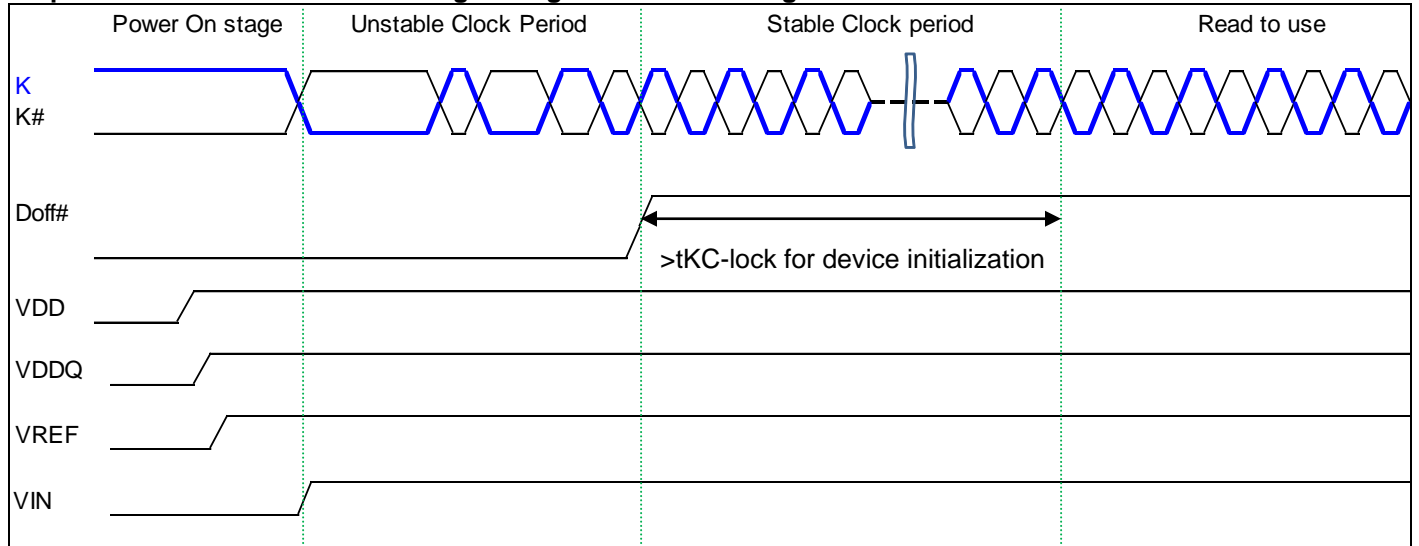 Power On stage Unstable Clock Period Stable Clock period Read to use
K
K#
Doff#
>tKC-lock for device initialization
VDD
VDDQ
VREF
VIN